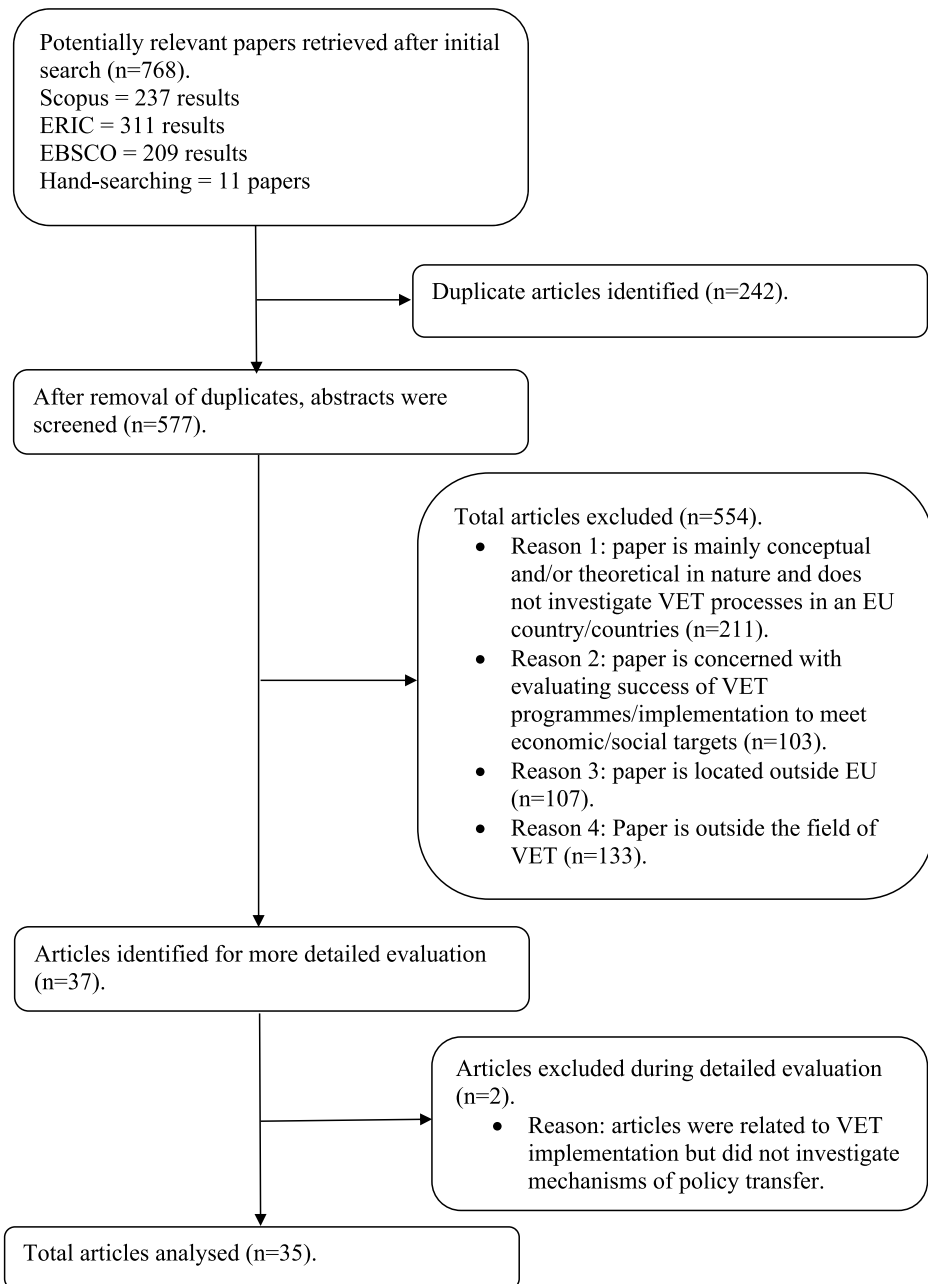 Potentially relevant papers retrieved after initial
search (n=768).
Scopus = 237 results
ERIC = 311 results
EBSCO = 209 results
Hand-searching = 11 papers
Duplicate articles identified (n=242).
After removal of duplicates, abstracts were
screened (n=577).
Total articles excluded (n=554).
• Reason 1: paper is mainly conceptual
and/or theoretical in nature and does
not investigate VET processes in an EU
country/countries (n=211).
• Reason 2: paper is concerned with
evaluating success of VET
programmes/implementation to meet
economic/social targets (n=103).
• Reason 3: paper is located outside EU
(n=107).
• Reason 4: Paper is outside the field of
VET (n=133).
Articles identified for more detailed evaluation
(n=37).
Articles excluded during detailed evaluation
(n=2).
• Reason: articles were related to VET
implementation but did not investigate
mechanisms of policy transfer.
Total articles analysed (n=35).